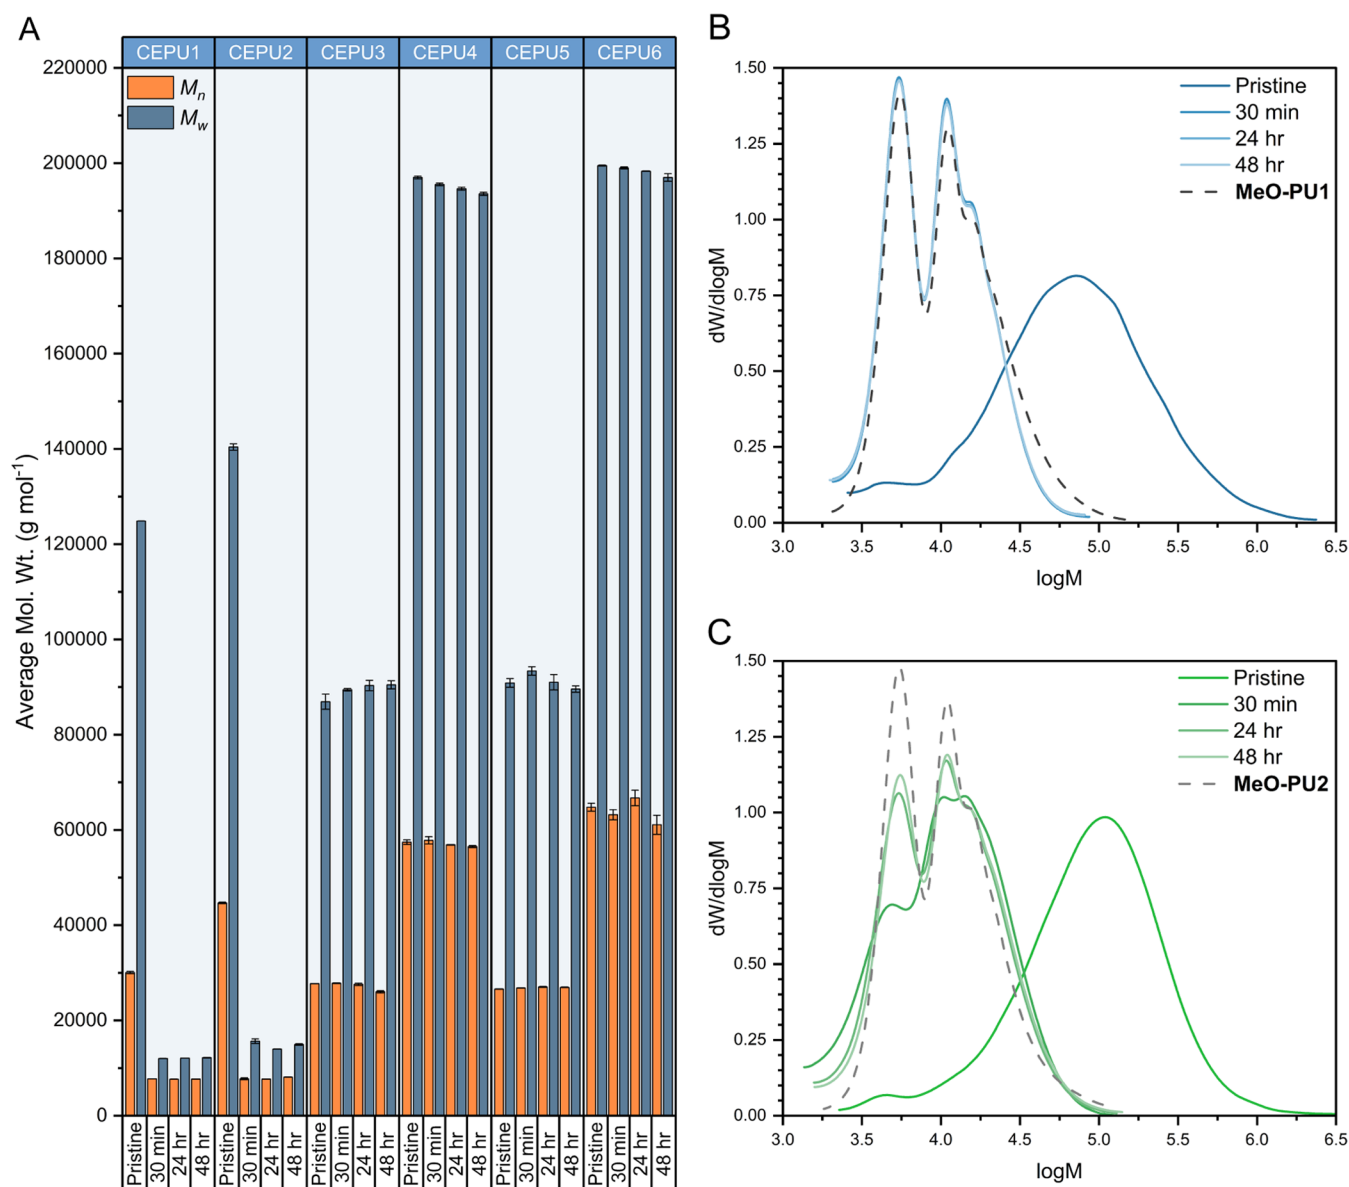 A
CEPU1 CEPU2 CEPU3 CEPU4 CEPU5 CEPU6
Mn
Mw
Average Mol. Wt. (g mol⁻¹)
220000
200000
180000
160000
140000
120000
100000
80000
60000
40000
20000
0
Pristine 30 min 24 hr 48 hr Pristine 30 min 24 hr 48 hr Pristine 30 min 24 hr 48 hr Pristine 30 min 24 hr 48 hr Pristine 30 min 24 hr 48 hr Pristine 30 min 24 hr 48 hr
B
Pristine
30 min
24 hr
48 hr
MeO-PU1
dW/dlogM
1.50
1.25
1.00
0.75
0.50
0.25
0.00
3.0 3.5 4.0 4.5 5.0 5.5 6.0 6.5
logM
C
Pristine
30 min
24 hr
48 hr
MeO-PU2
dW/dlogM
1.50
1.25
1.00
0.75
0.50
0.25
0.00
3.0 3.5 4.0 4.5 5.0 5.5 6.0 6.5
logM